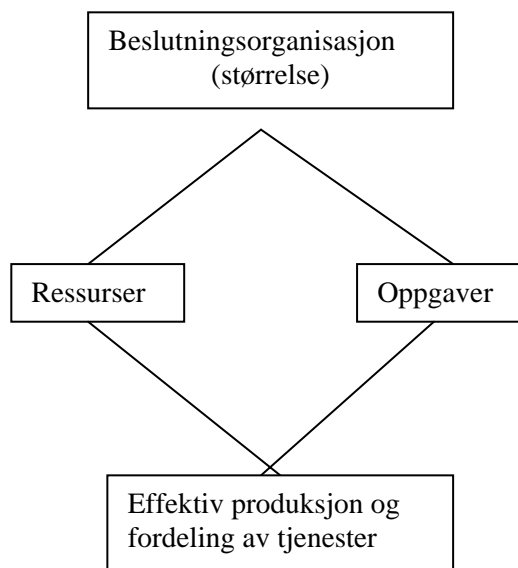 Beslutningsorganisasjon
(størrelse)
Ressurser
Oppgaver
Effektiv produksjon og
fordeling av tjenester